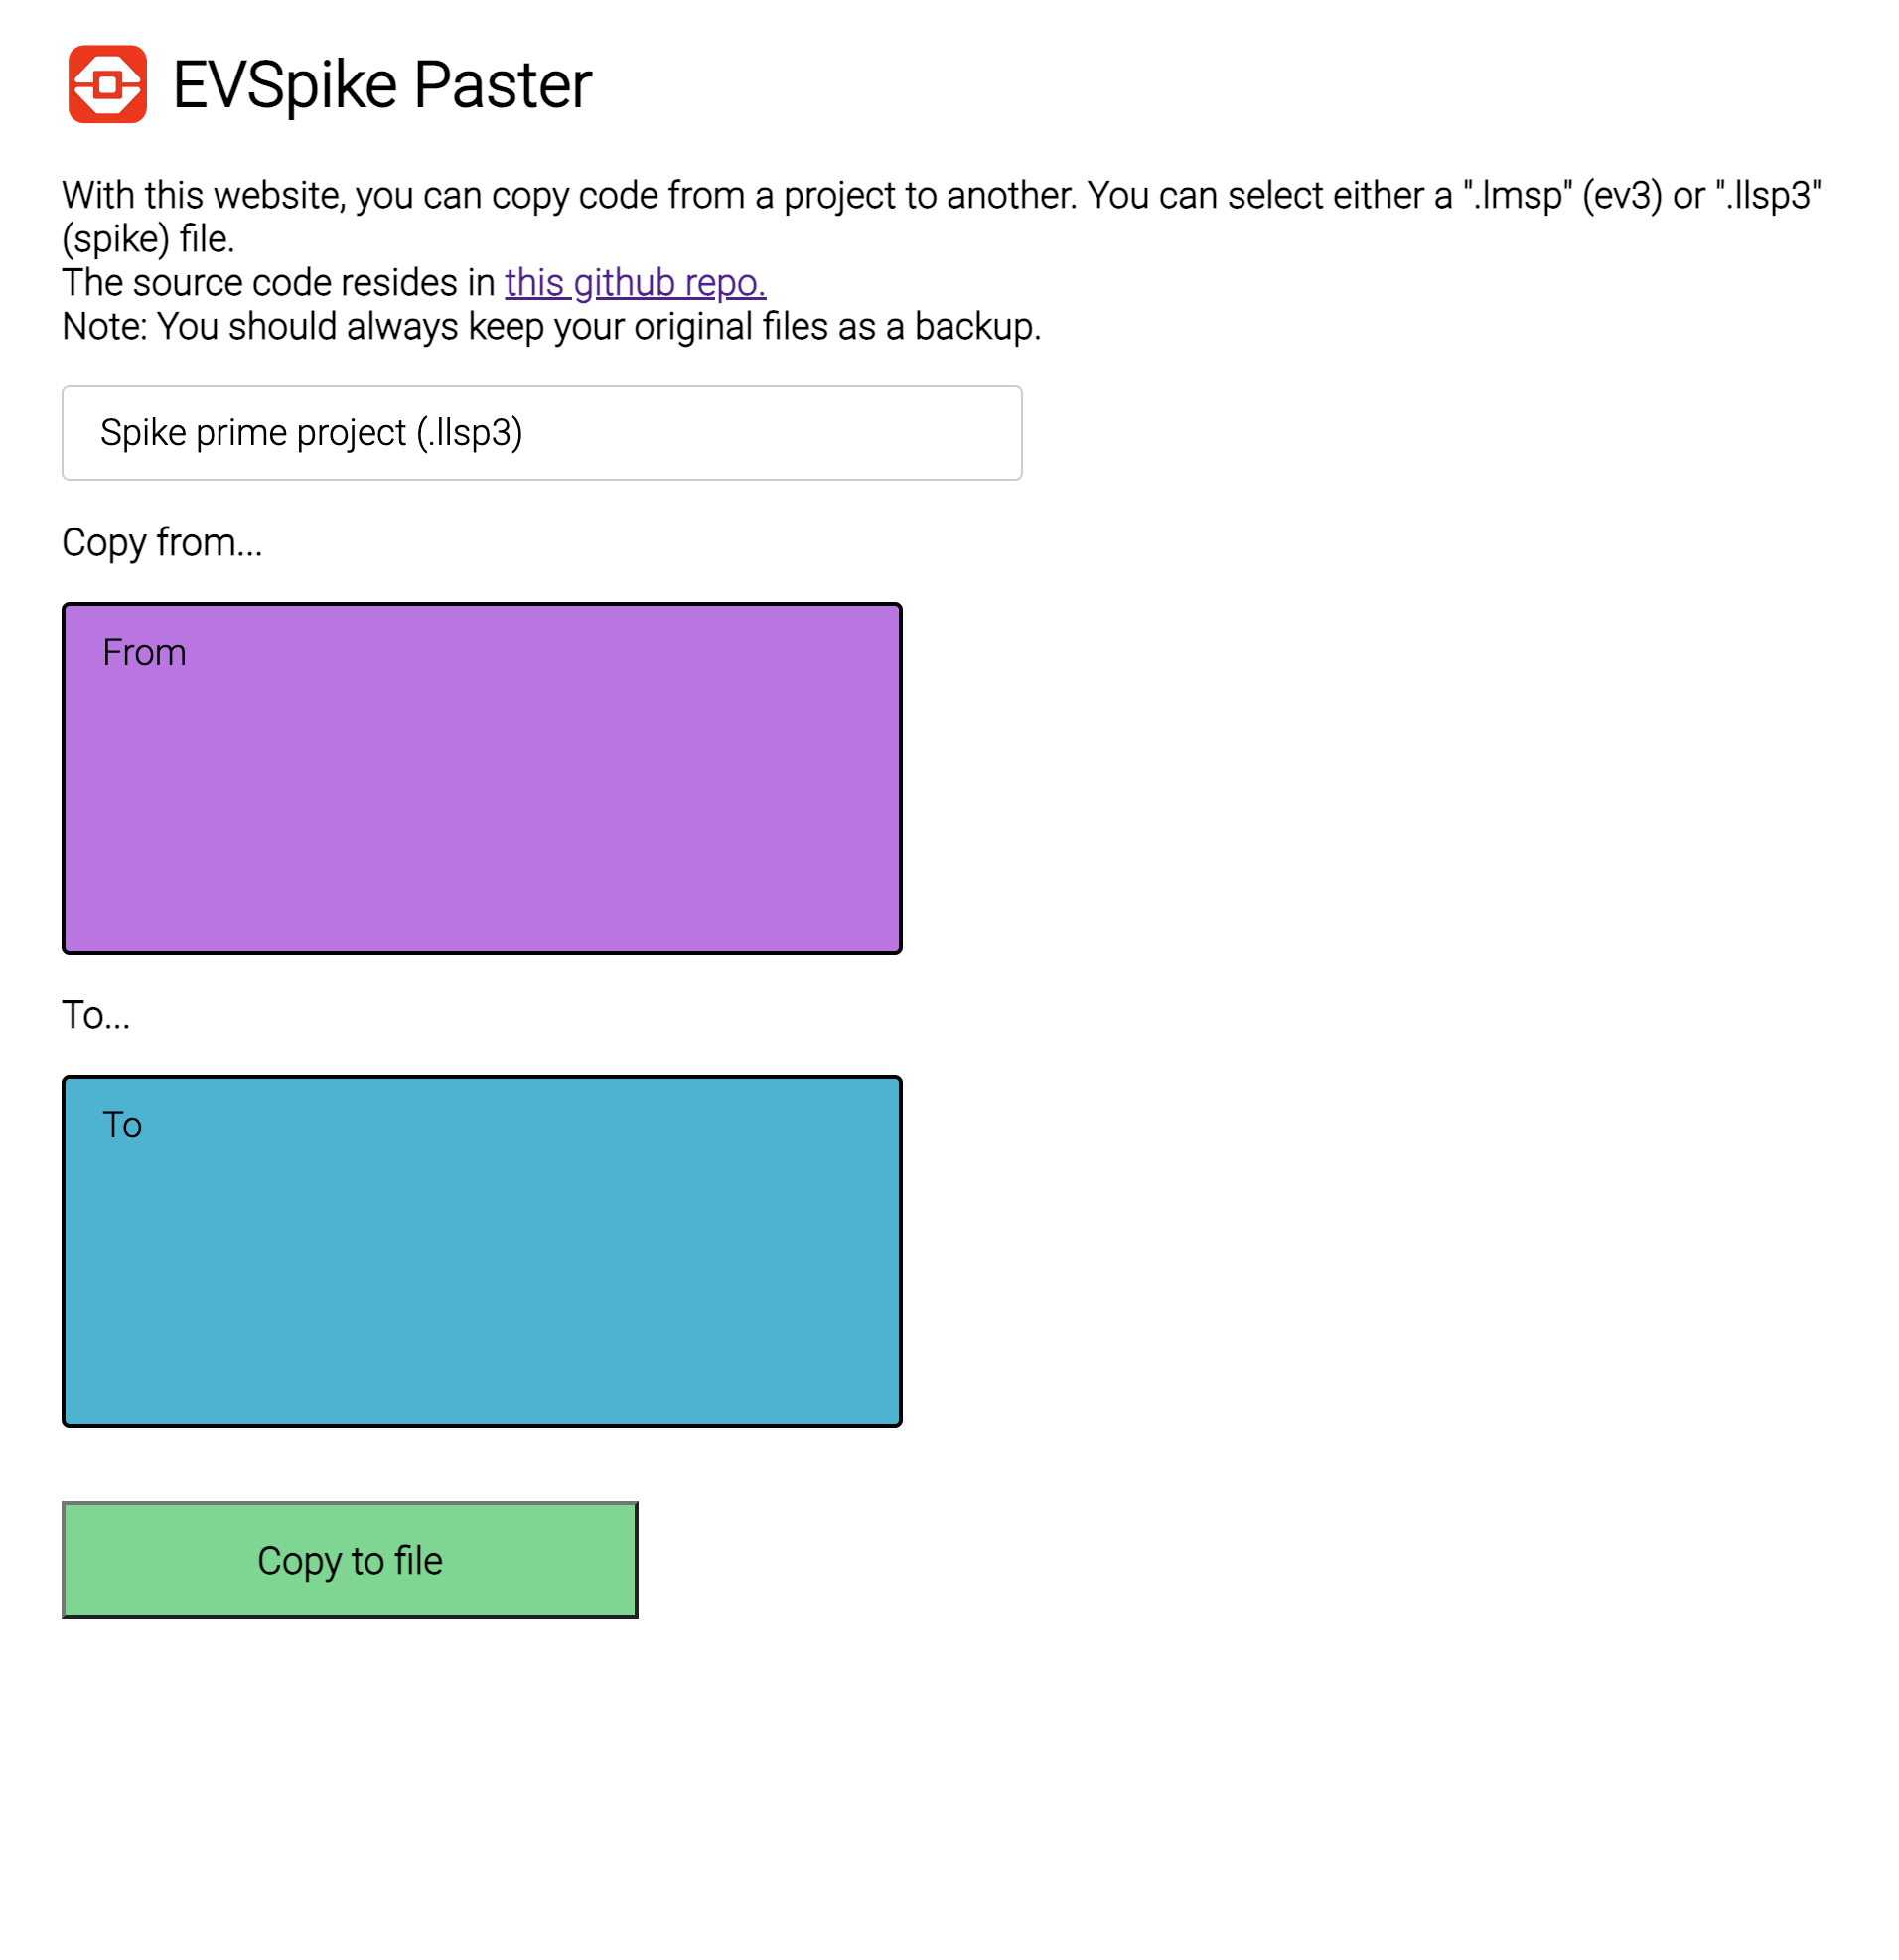 EVSpike Paster
With this website, you can copy code from a project to another. You can select either a ".lmsp" (ev3) or ".llsp3"
(spike) file.
The source code resides in this github repo.
Note: You should always keep your original files as a backup.
Spike prime project (.llsp3)
Copy from...
From
To...
To
Copy to file